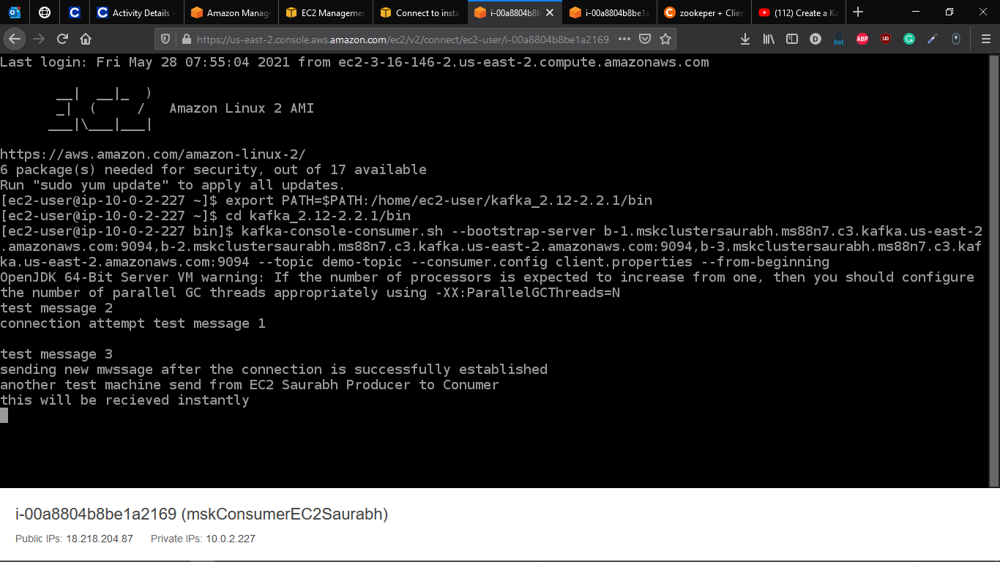 Activity Details
Amazon Manag
EC2 Managemen
Connect to insta
i-00a8804b8b
i-00a8804b8be1a
zookeper + Clien
(112) Create a Ka
https://us-east-2.console.aws.amazon.com/ec2/v2/connect/ec2-user/i-00a8804b8be1a2169
Last login: Fri May 28 07:55:04 2021 from ec2-3-16-146-2.us-east-2.compute.amazonaws.com
__|  __|_  )
_|  (     /   Amazon Linux 2 AMI
___|\___|___|
https://aws.amazon.com/amazon-linux-2/
6 package(s) needed for security, out of 17 available
Run "sudo yum update" to apply all updates.
[ec2-user@ip-10-0-2-227 ~]$ export PATH=$PATH:/home/ec2-user/kafka_2.12-2.2.1/bin
[ec2-user@ip-10-0-2-227 ~]$ cd kafka_2.12-2.2.1/bin
[ec2-user@ip-10-0-2-227 bin]$ kafka-console-consumer.sh --bootstrap-server b-1.mskclustersaurabh.ms88n7.c3.kafka.us-east-2
.amazonaws.com:9094,b-2.mskclustersaurabh.ms88n7.c3.kafka.us-east-2.amazonaws.com:9094,b-3.mskclustersaurabh.ms88n7.c3.kaf
ka.us-east-2.amazonaws.com:9094 --topic demo-topic --consumer.config client.properties --from-beginning
OpenJDK 64-Bit Server VM warning: If the number of processors is expected to increase from one, then you should configure
the number of parallel GC threads appropriately using -XX:ParallelGCThreads=N
test message 2
connection attempt test message 1
test message 3
sending new mwssage after the connection is successfully established
another test machine send from EC2 Saurabh Producer to Conumer
this will be recieved instantly
i-00a8804b8be1a2169 (mskConsumerEC2Saurabh)
Public IPs: 18.218.204.87 Private IPs: 10.0.2.227